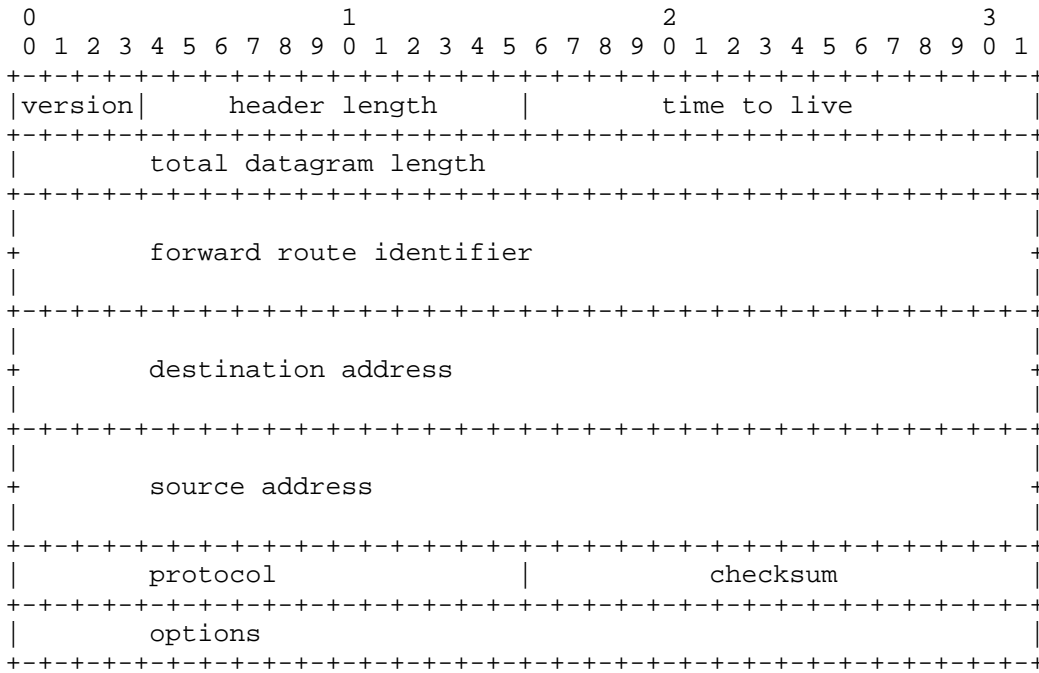 0                   1                   2                   3
 0 1 2 3 4 5 6 7 8 9 0 1 2 3 4 5 6 7 8 9 0 1 2 3 4 5 6 7 8 9 0 1
+-+-+-+-+-+-+-+-+-+-+-+-+-+-+-+-+-+-+-+-+-+-+-+-+-+-+-+-+-+-+-+-+
|version|     header length     |        time to live           |
+-+-+-+-+-+-+-+-+-+-+-+-+-+-+-+-+-+-+-+-+-+-+-+-+-+-+-+-+-+-+-+-+
|        total datagram length                                  |
+-+-+-+-+-+-+-+-+-+-+-+-+-+-+-+-+-+-+-+-+-+-+-+-+-+-+-+-+-+-+-+-+
|                                                               |
+        forward route identifier                               +
|                                                               |
+-+-+-+-+-+-+-+-+-+-+-+-+-+-+-+-+-+-+-+-+-+-+-+-+-+-+-+-+-+-+-+-+
|                                                               |
+        destination address                                    +
|                                                               |
+-+-+-+-+-+-+-+-+-+-+-+-+-+-+-+-+-+-+-+-+-+-+-+-+-+-+-+-+-+-+-+-+
|                                                               |
+        source address                                         +
|                                                               |
+-+-+-+-+-+-+-+-+-+-+-+-+-+-+-+-+-+-+-+-+-+-+-+-+-+-+-+-+-+-+-+-+
|        protocol               |           checksum            |
+-+-+-+-+-+-+-+-+-+-+-+-+-+-+-+-+-+-+-+-+-+-+-+-+-+-+-+-+-+-+-+-+
|        options                                                |
+-+-+-+-+-+-+-+-+-+-+-+-+-+-+-+-+-+-+-+-+-+-+-+-+-+-+-+-+-+-+-+-+